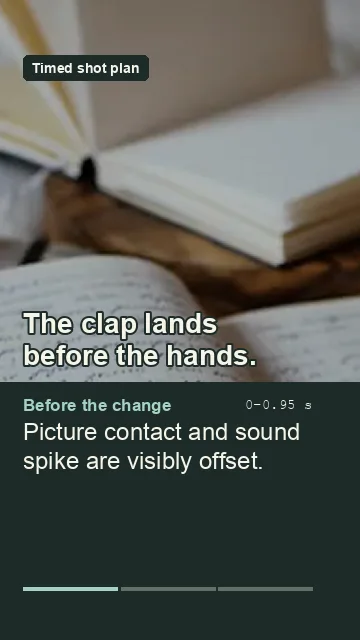 Timed shot plan
The clap lands
before the hands.
Before the change
0–0.95 s
Picture contact and sound
spike are visibly offset.